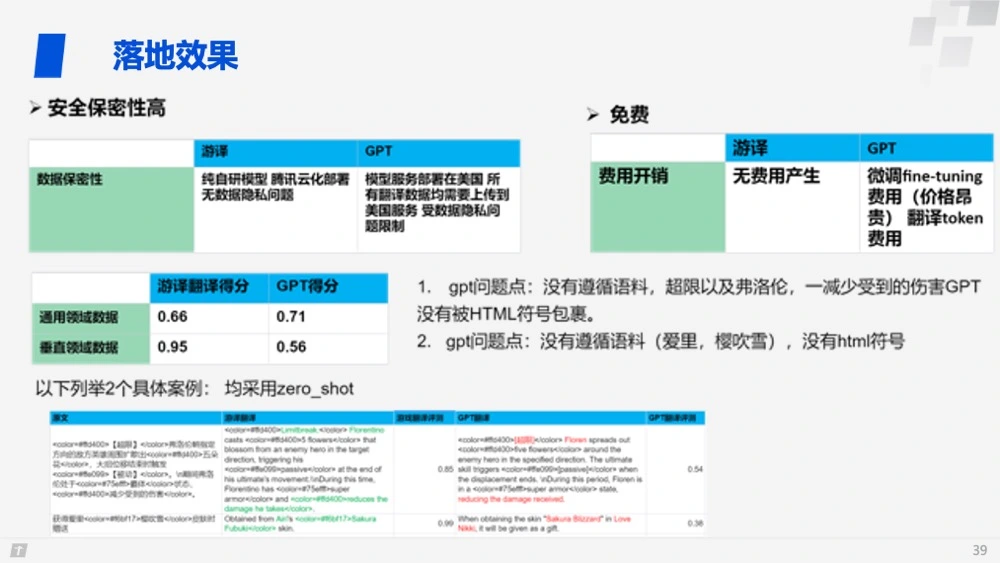 落地效果
➢ 安全保密性高
游译 GPT
数据保密性
纯自研模型 腾讯云化部署
无数据隐私问题
模型服务部署在美国 所
有翻译数据均需要上传到
美国服务 受数据隐私问
题限制
➢ 免费
游译 GPT
费用开销
无费用产生
微调fine-tuning
费用（价格昂
贵） 翻译token
费用
游译翻译得分 GPT得分
通用领域数据 0.66 0.71
垂直领域数据 0.95 0.56
1. gpt问题点：没有遵循语料，超限以及弗洛伦，一减少受到的伤害GPT
没有被HTML符号包裹。
2. gpt问题点：没有遵循语料（爱里，樱吹雪），没有html符号
以下列举2个具体案例： 均采用zero_shot
原文 游译翻译 游戏翻译评测 GPT翻译 GPT翻译评测
<color=#ffd400>【超限】</color>弗洛伦朝指定
方向的敌方英雄周围扩散出<color=#ffd400>五朵
花</color>，大招位移结束时触发
<color=#ffe099>【被动】</color>。\n期间弗洛
伦处于<color=#75efff>霸体</color>状态、
<color=#ffd400>减少受到的伤害</color>。
<color=#ffd400>Limitbreak:</color> Florentino
casts <color=#ffd400>5 flowers</color> that
blossom from an enemy hero in the target
direction, triggering his
<color=#ffe099>passive</color> at the end of
his ultimate's movement.\nDuring this time,
Florentino has <color=#75efff>super
armor</color> and <color=#ffd400>reduces the
damage he takes</color>.
0.85
<color=#ffd400>[超限]</color> Floren spreads out
<color=#ffd400>five flowers</color> around the
enemy hero in the specified direction. The ultimate
skill triggers <color=#ffe099>[passive]</color> when
the displacement ends. \nDuring this period, Floren is
in a <color=#75efff>super armor</color> state,
reducing the damage received.
0.54
获得爱里<color=#f6bf17>樱吹雪</color>皮肤时
赠送
Obtained from Airi's <color=#f6bf17>Sakura
Fubuki</color> skin.
0.99
When obtaining the skin "Sakura Blizzard" in Love
Nikki, it will be given as a gift.
0.38
T
39